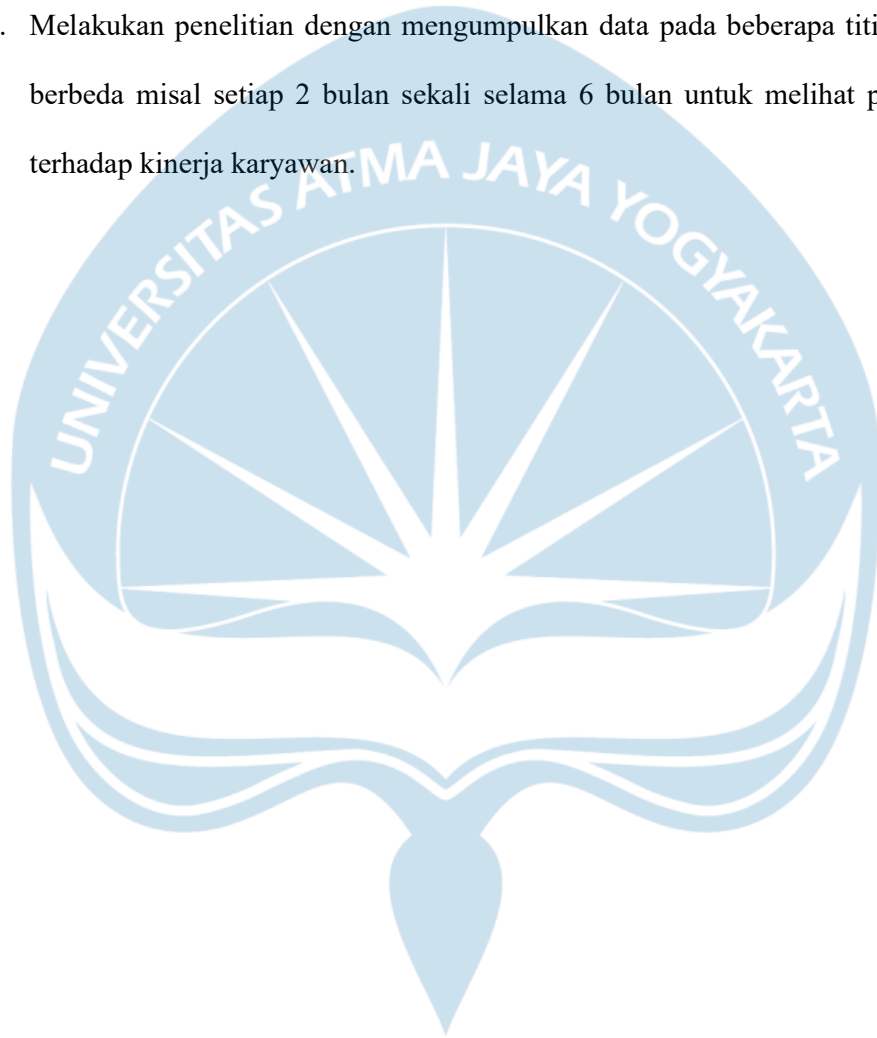 . Melakukan penelitian dengan mengumpulkan data pada beberapa
berbeda misal setiap 2 bulan sekali selama 6 bulan untuk melihat
terhadap kinerja karyawan.
UNIVERSITAS ATMA JAYA YOGYAKARTA